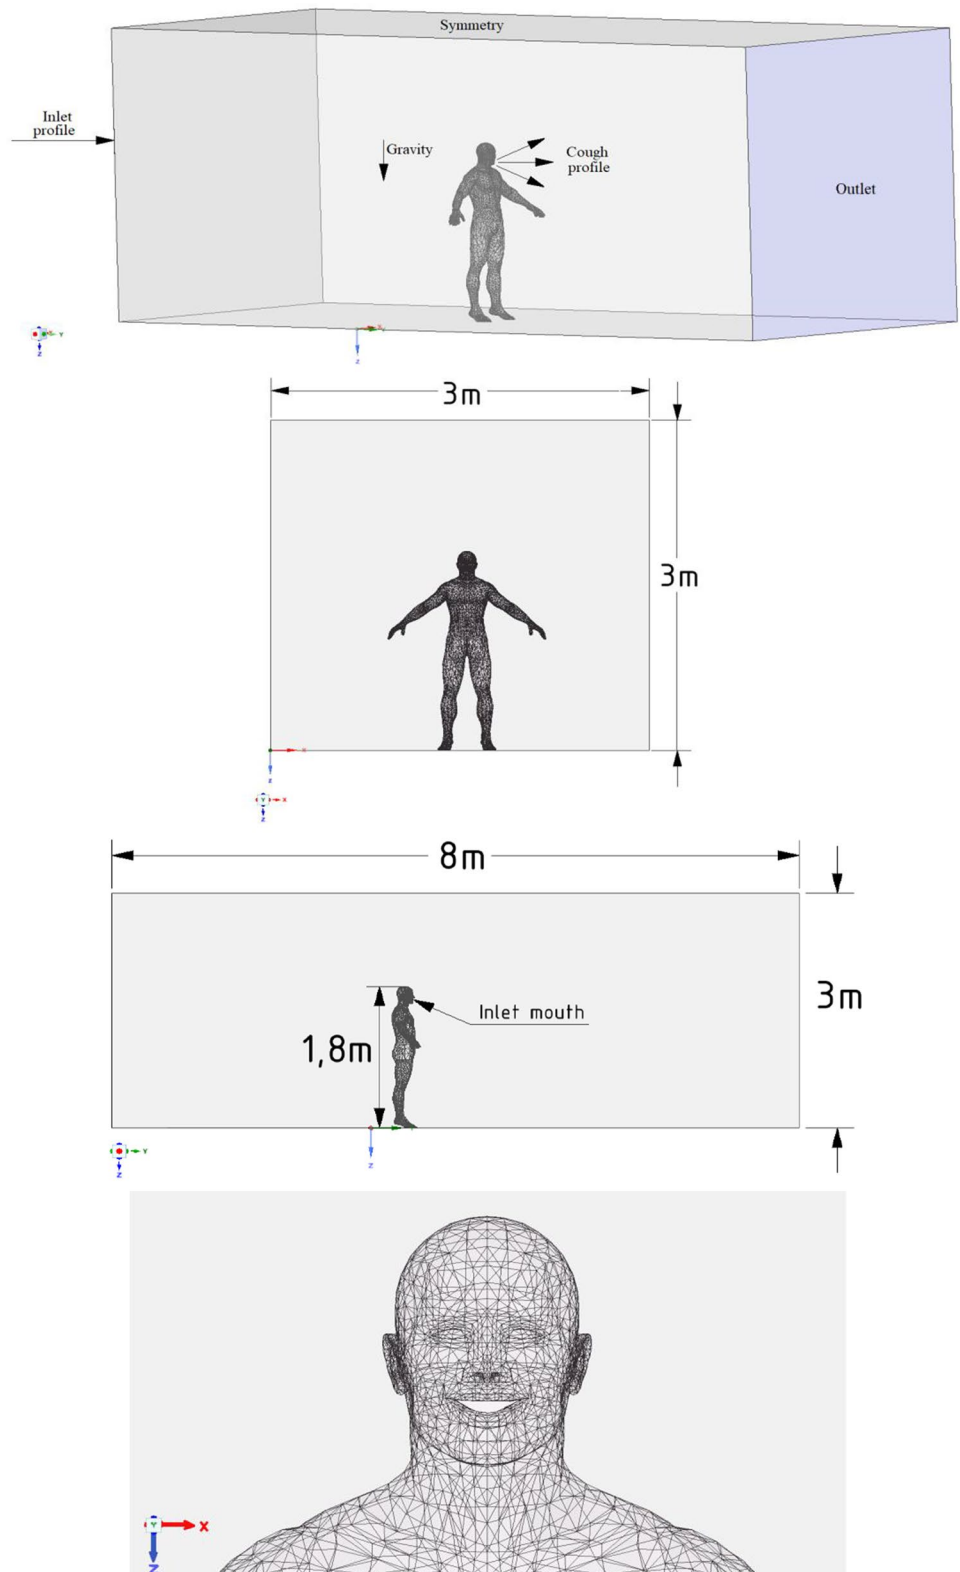 Symmetry
Inlet
profile
Gravity
Cough
profile
Outlet
Y
Z
Z
3m
3m
X
Z
Y
X
Z
8m
3m
Inlet mouth
1,8m
Y
Z
Z
Y
X
Z